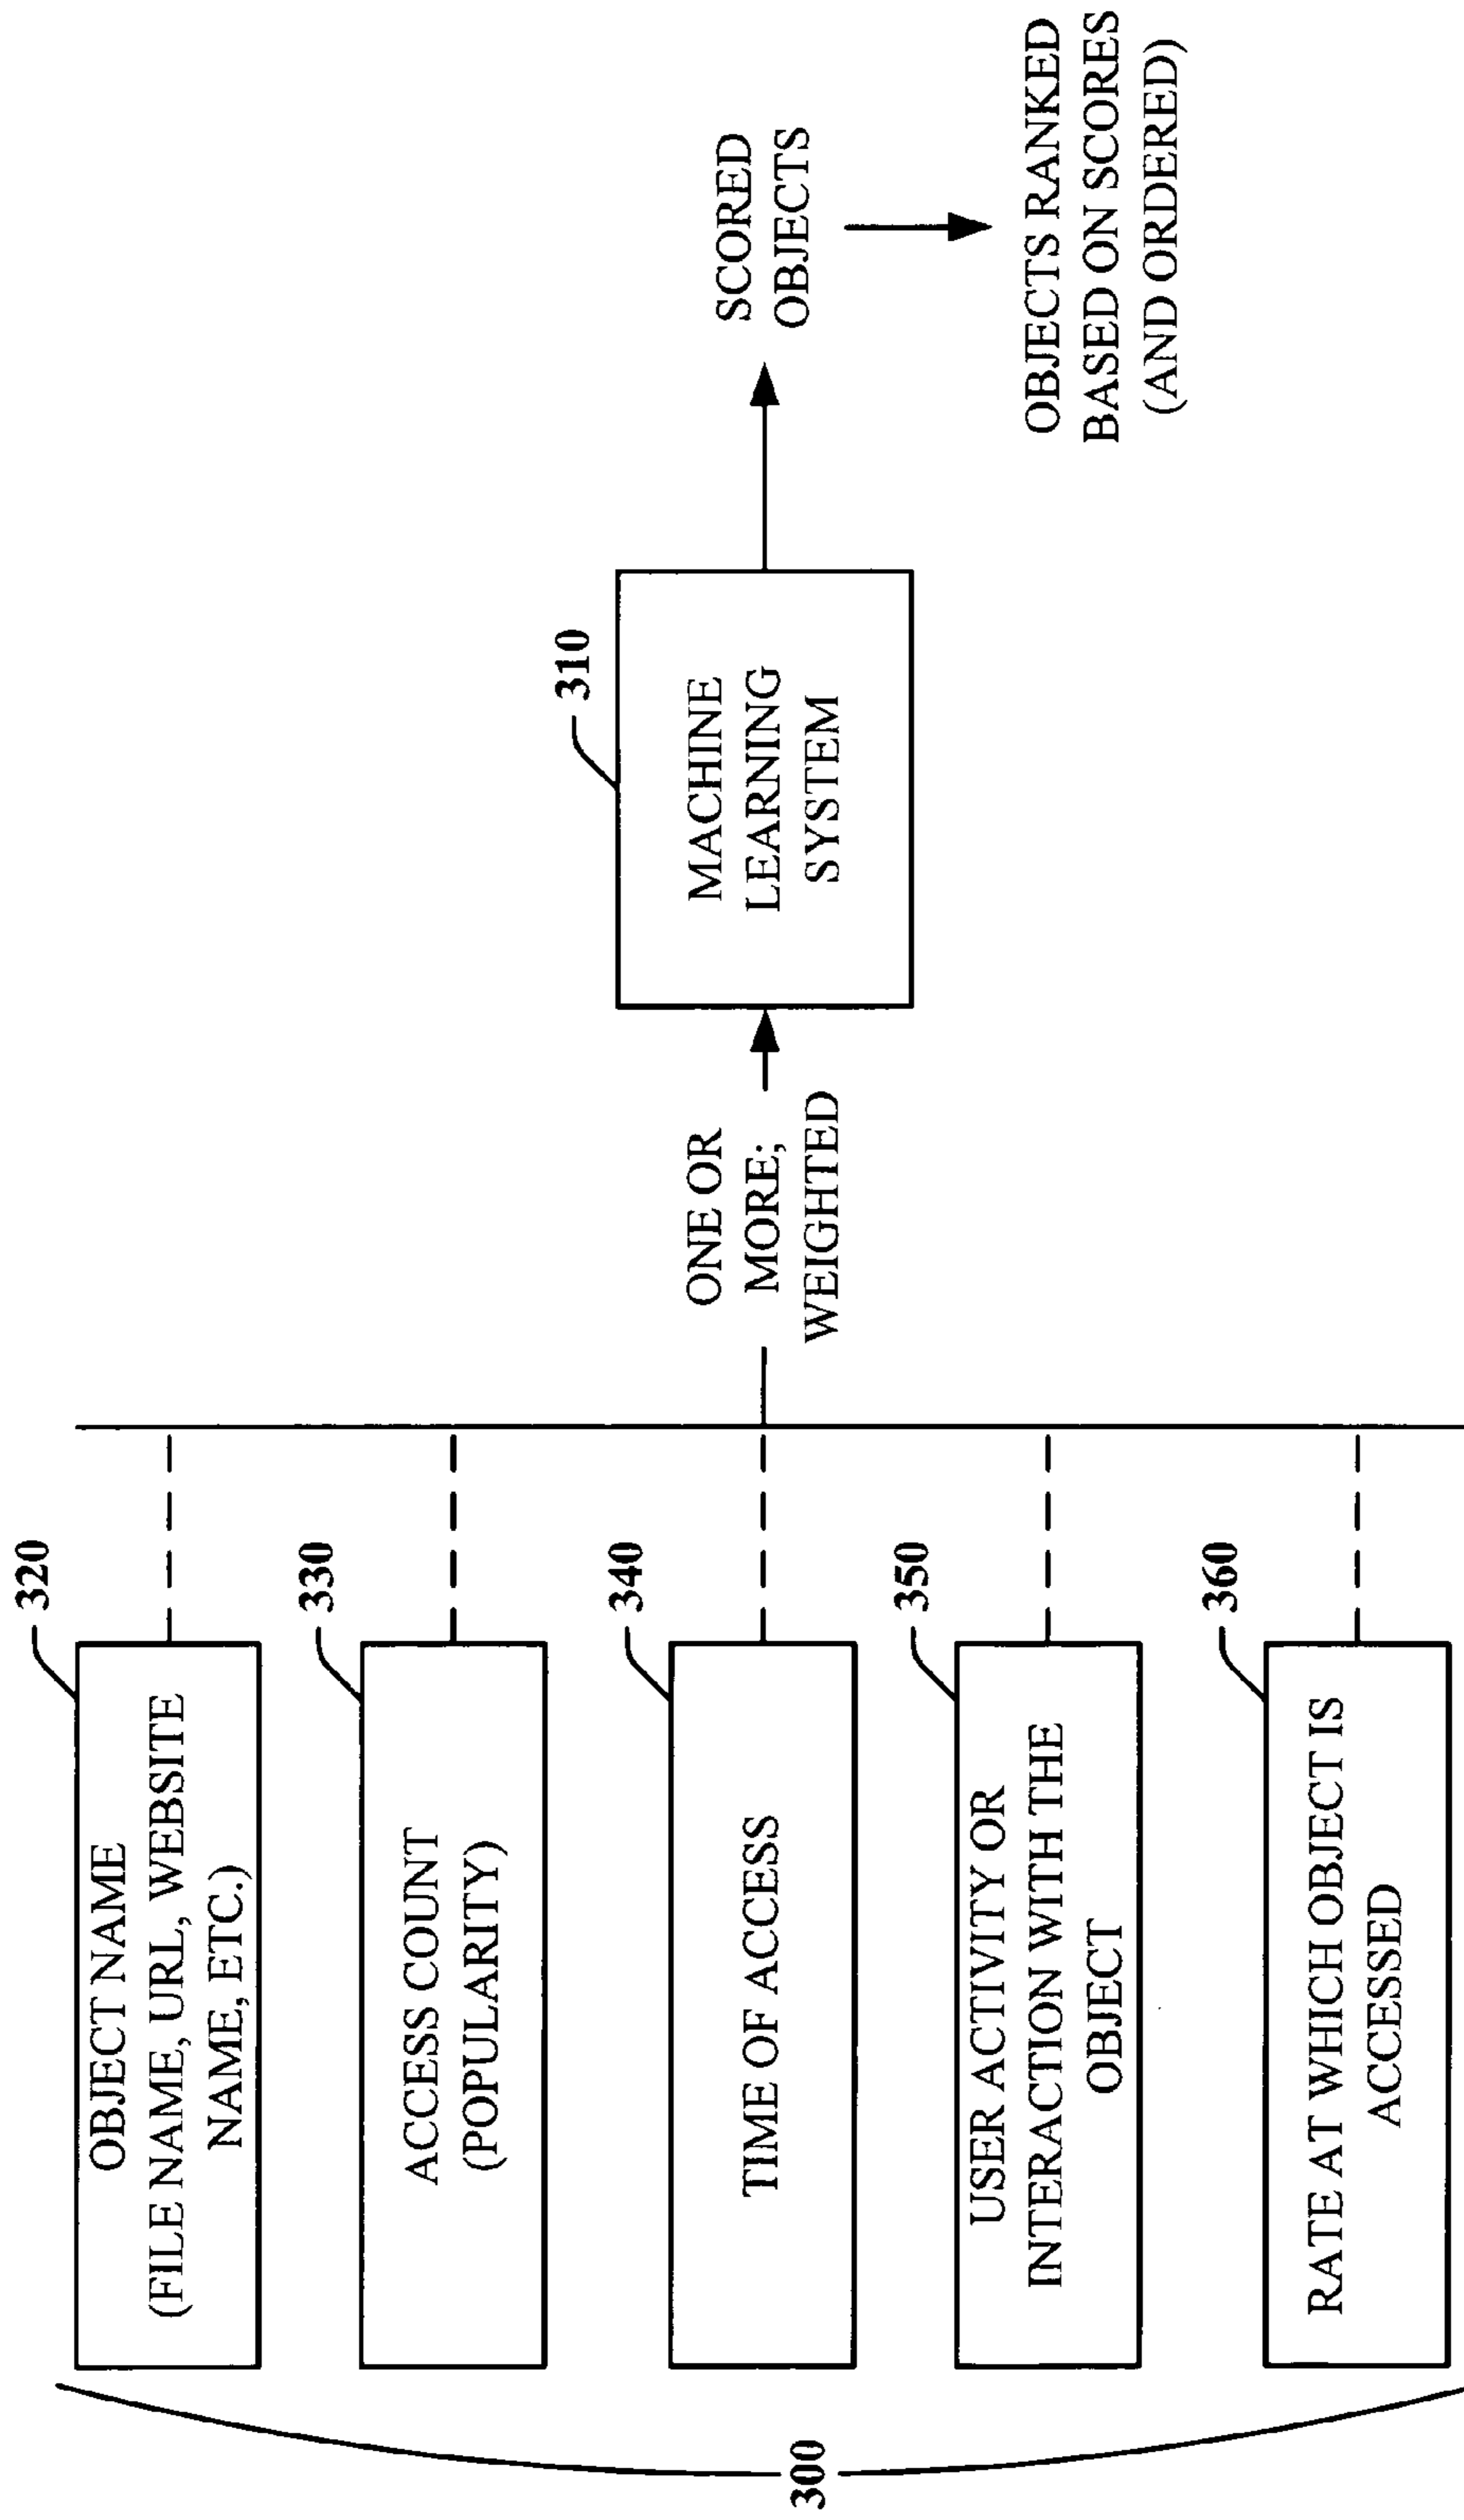 320
OBJECT NAME
(FILE NAME, URL, WEBSITE
NAME, ETC.)
330
ACCESS COUNT
(POPULARITY)
340
TIME OF ACCESS
350
USER ACTIVITY OR
INTERACTION WITH THE
OBJECT
360
RATE AT WHICH OBJECT IS
ACCESSED
300
ONE OR
MORE;
WEIGHTED
310
MACHINE
LEARNING
SYSTEM
SCORED
OBJECTS
OBJECTS RANKED
BASED ON SCORES
(AND ORDERED)